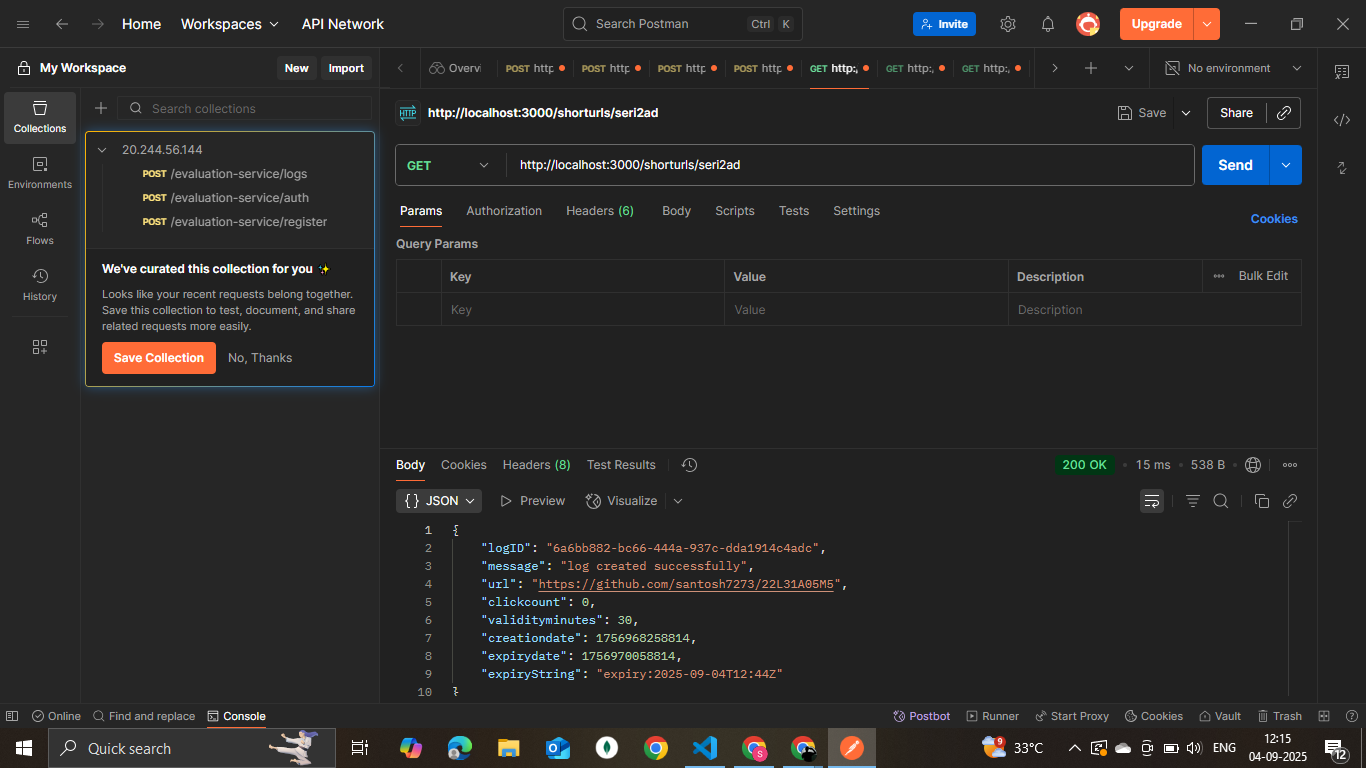 Home
Workspaces
API Network
Search Postman
Ctrl
K
Invite
Upgrade
My Workspace
New
Import
Overvi
POST http
POST http
POST http
POST http
GET http:
GET http:
GET http:
No environment
Collections
Environments
Flows
History
Search collections
20.244.56.144
POST /evaluation-service/logs
POST /evaluation-service/auth
POST /evaluation-service/register
We've curated this collection for you ✨
Looks like your recent requests belong together.
Save this collection to test, document, and share
related requests more easily.
Save Collection
No, Thanks
HTTP
http://localhost:3000/shorturls/seri2ad
Save
Share
GET
http://localhost:3000/shorturls/seri2ad
Send
Params
Authorization
Headers (6)
Body
Scripts
Tests
Settings
Cookies
Query Params
Key
Value
Description
Bulk Edit
Key
Value
Description
Body
Cookies
Headers (8)
Test Results
200 OK
15 ms
538 B
{} JSON
Preview
Visualize
1 {
2 "logID": "6a6bb882-bc66-444a-937c-dda1914c4adc",
3 "message": "log created successfully",
4 "url": "https://github.com/santosh7273/22L31A05M5",
5 "clickcount": 0,
6 "validityminutes": 30,
7 "creationdate": 1756968258814,
8 "expirydate": 1756970058814,
9 "expiryString": "expiry:2025-09-04T12:44Z"
10 }
Online
Find and replace
Console
Postbot
Runner
Start Proxy
Cookies
Vault
Trash
Quick search
S
9
33°C
ENG
12:15
04-09-2025
12